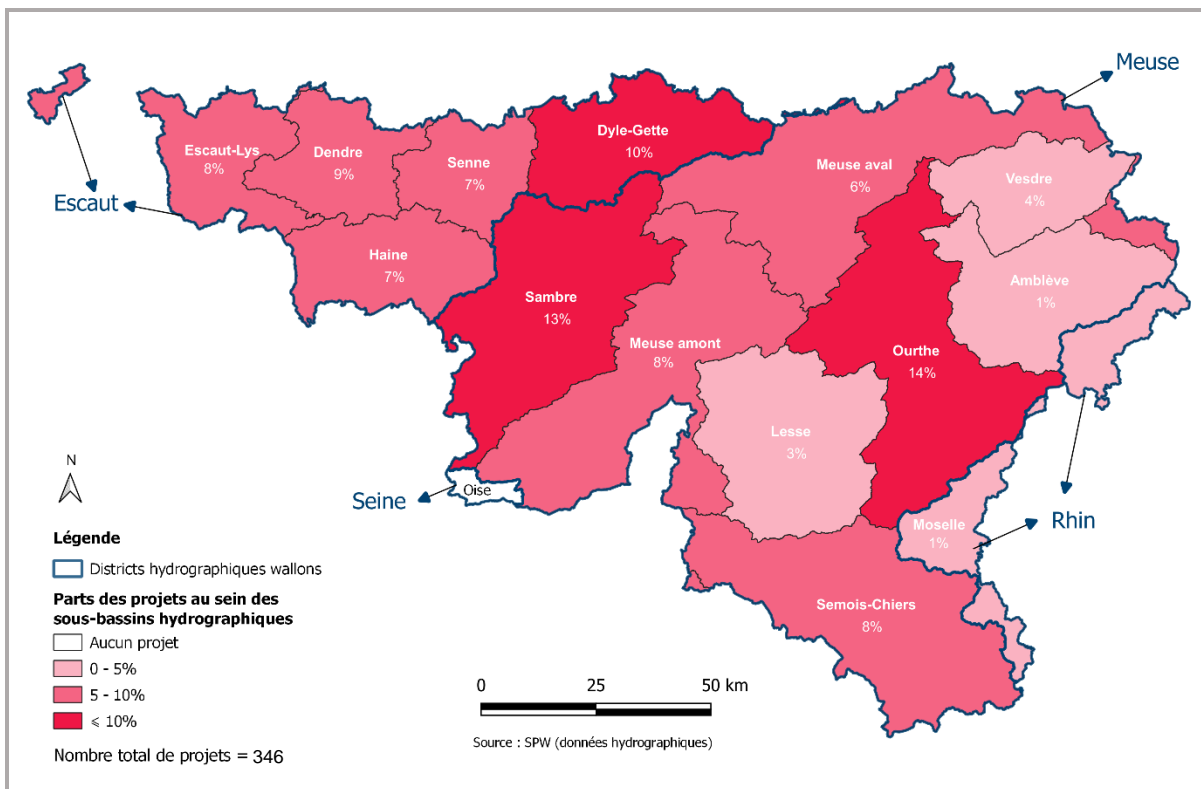 Meuse
Dyle-Gette
10%
Escaut-Lys
8%
Dendre
9%
Senne
7%
Meuse aval
6%
Vesdre
4%
Escaut
Haine
7%
Amblève
1%
Sambre
13%
Meuse amont
8%
Ourthe
14%
Lesse
3%
N
Seine
Oise
Moselle
1%
Rhin
Semois-Chiers
8%
Légende
Districts hydrographiques wallons
Parts des projets au sein des
sous-bassins hydrographiques
Aucun projet
0 - 5%
5 - 10%
⩽ 10%
Nombre total de projets = 346
0 25 50 km
Source : SPW (données hydrographiques)